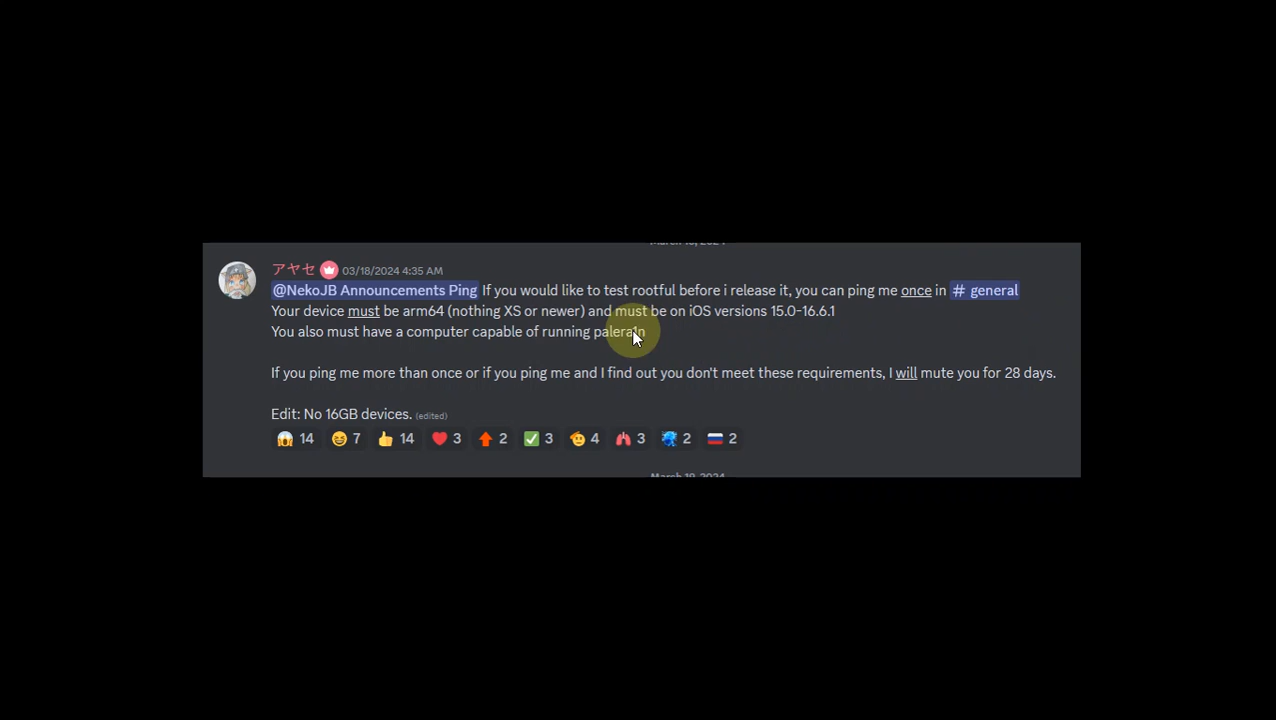 アヤセ 03/18/2024 4:35 AM
@NekoJB Announcements Ping If you would like to test rootful before i release it, you can ping me once in # general
Your device must be arm64 (nothing XS or newer) and must be on iOS versions 15.0-16.6.1
You also must have a computer capable of running palera1n
If you ping me more than once or if you ping me and I find out you don't meet these requirements, I will mute you for 28 days.
Edit: No 16GB devices. (edited)
14 7 14 3 2 3 4 3 2 2
March 19, 2024